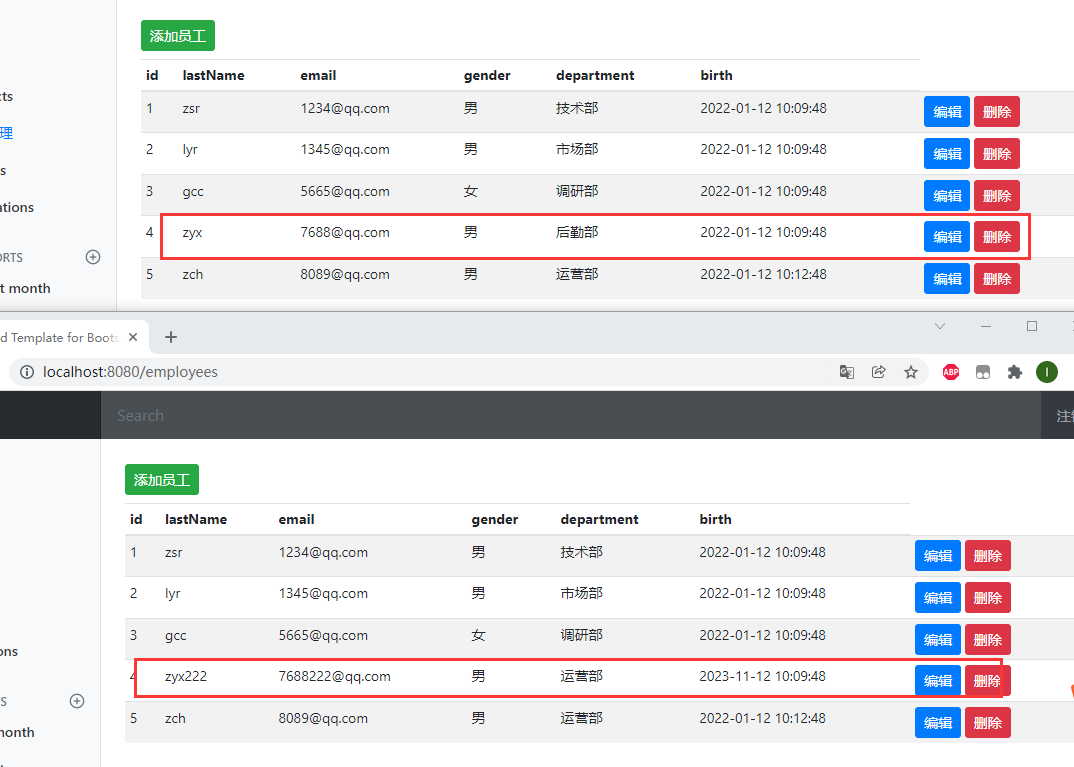 添加员工
id lastName email gender department birth
1 zsr 1234@qq.com 男 技术部 2022-01-12 10:09:48 编辑 删除
cts
2 lyr 1345@qq.com 男 市场部 2022-01-12 10:09:48 编辑 删除
理
s
3 gcc 5665@qq.com 女 调研部 2022-01-12 10:09:48 编辑 删除
ations
4 zyx 7688@qq.com 男 后勤部 2022-01-12 10:09:48 编辑 删除
ORTS
5 zch 8089@qq.com 男 运营部 2022-01-12 10:12:48 编辑 删除
t month
d Template for Boots
localhost:8080/employees
ABP I
Search 注
添加员工
id lastName email gender department birth
1 zsr 1234@qq.com 男 技术部 2022-01-12 10:09:48 编辑 删除
2 lyr 1345@qq.com 男 市场部 2022-01-12 10:09:48 编辑 删除
3 gcc 5665@qq.com 女 调研部 2022-01-12 10:09:48 编辑 删除
ons
4 zyx222 7688222@qq.com 男 运营部 2023-11-12 10:09:48 编辑 删除
TS
5 zch 8089@qq.com 男 运营部 2022-01-12 10:12:48 编辑 删除
month